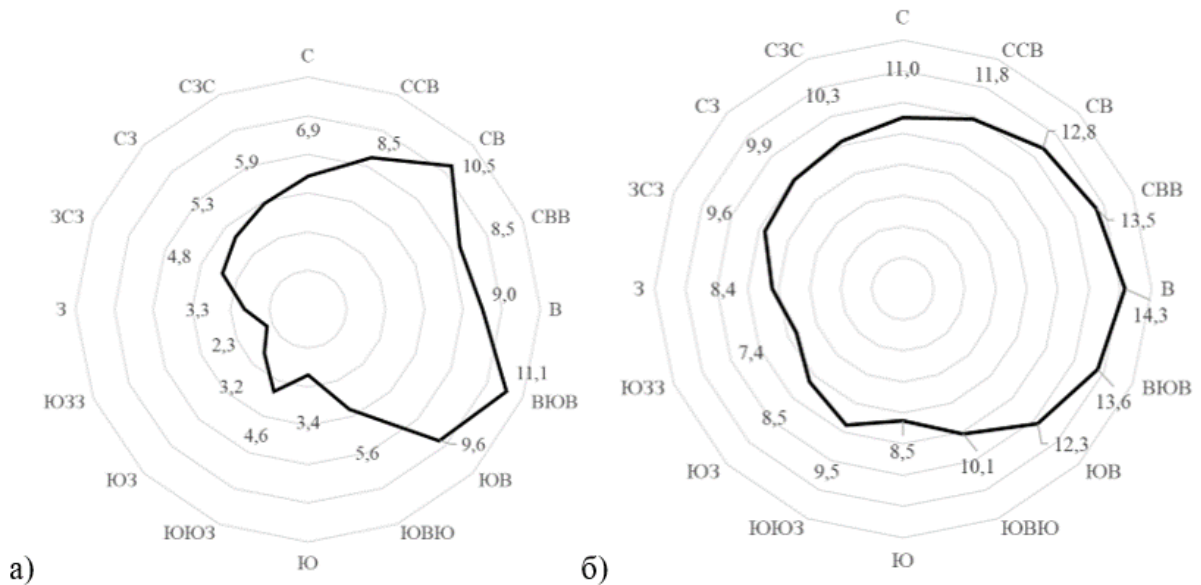 С
ССВ
СВ
СВВ
В
ВЮВ
ЮВ
ЮВЮ
Ю
ЮЮЗ
ЮЗ
ЮЗЗ
З
ЗСЗ
СЗ
СЗС
6,9
8,5
10,5
8,5
9,0
11,1
9,6
5,6
3,4
4,6
3,2
2,3
3,3
4,8
5,3
5,9
а)
С
ССВ
СВ
СВВ
В
ВЮВ
ЮВ
ЮВЮ
Ю
ЮЮЗ
ЮЗ
ЮЗЗ
З
ЗСЗ
СЗ
СЗС
11,0
11,8
12,8
13,5
14,3
13,6
12,3
10,1
8,5
9,5
8,5
7,4
8,4
9,6
9,9
10,3
б)